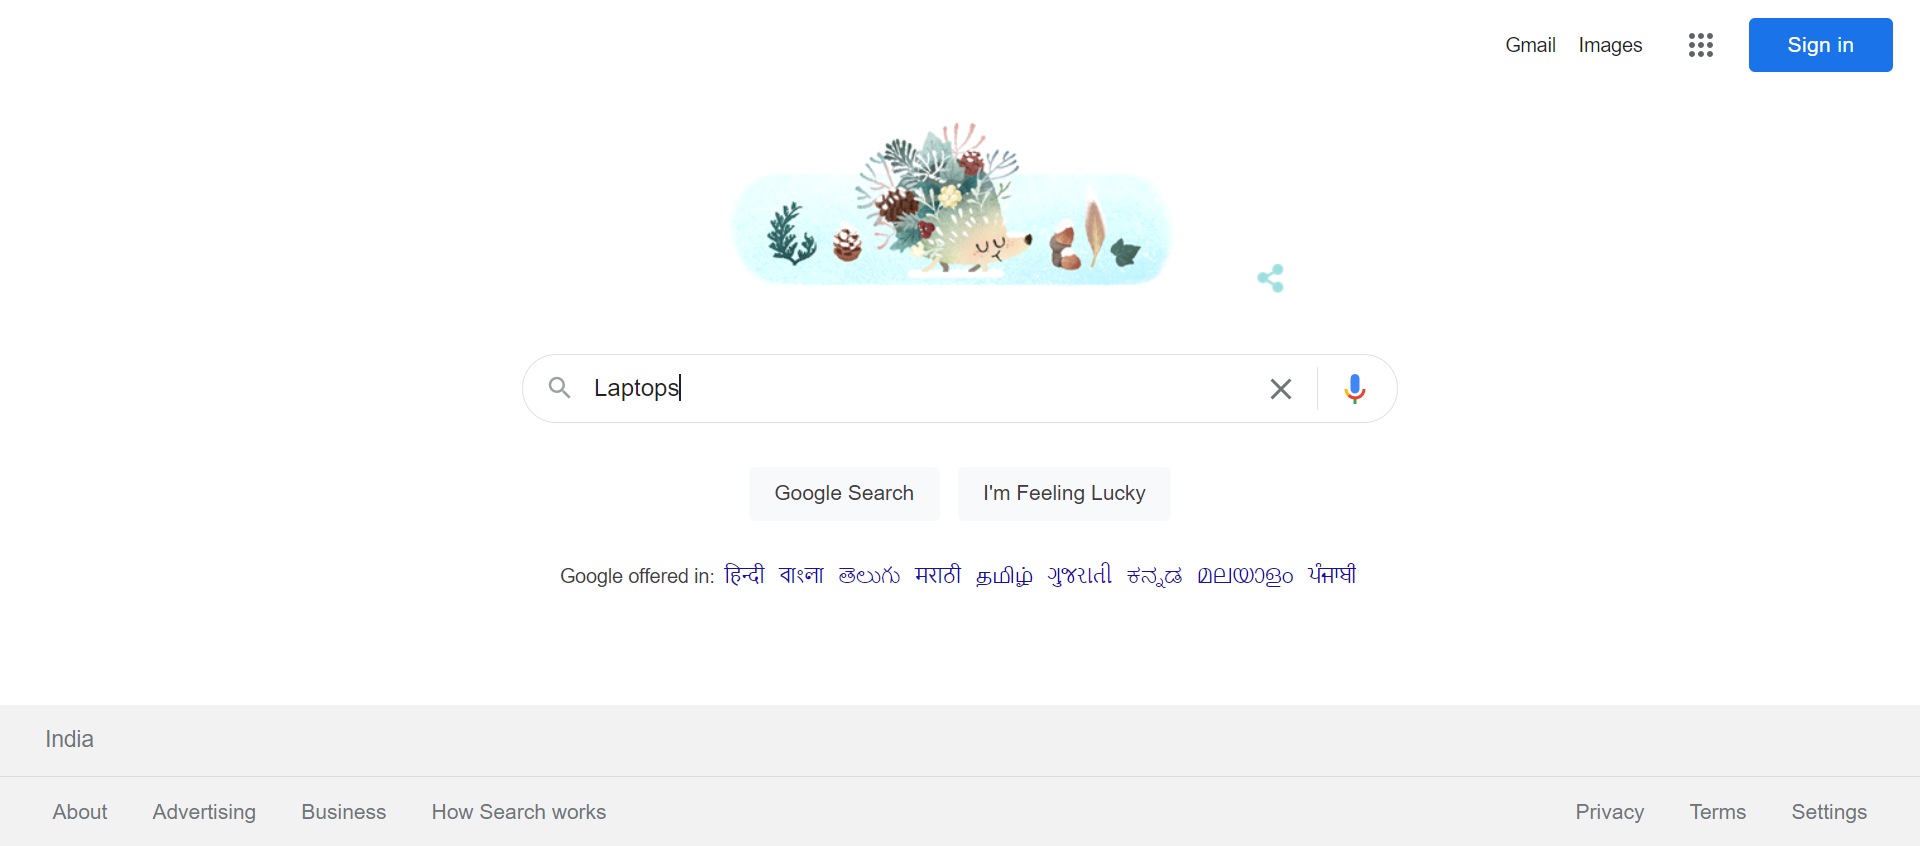 Gmail Images Sign in
Laptops
Google Search I'm Feeling Lucky
Google offered in: हिन्दी বাংলা తెలుగు मराठी தமிழ் ગુજરાતી ಕನ್ನಡ മലയാളം ਪੰਜਾਬੀ
India
About Advertising Business How Search works Privacy Terms Settings